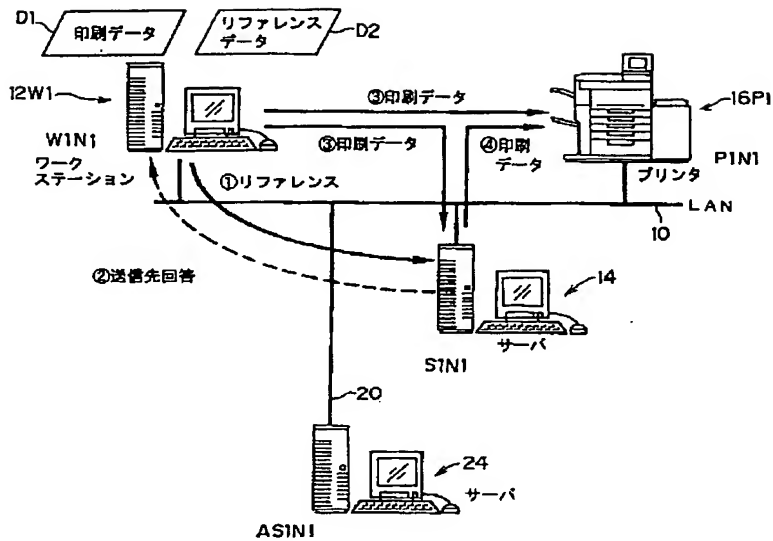 D1
印刷データ
リファレンス
データ
D2
12W1
W1N1
ワーク
ステーション
③印刷データ
③印刷データ
④印刷
データ
16P1
P1N1
プリンタ
①リファレンス
LAN
10
②送信先回答
14
サーバ
S1N1
20
24
サーバ
AS1N1